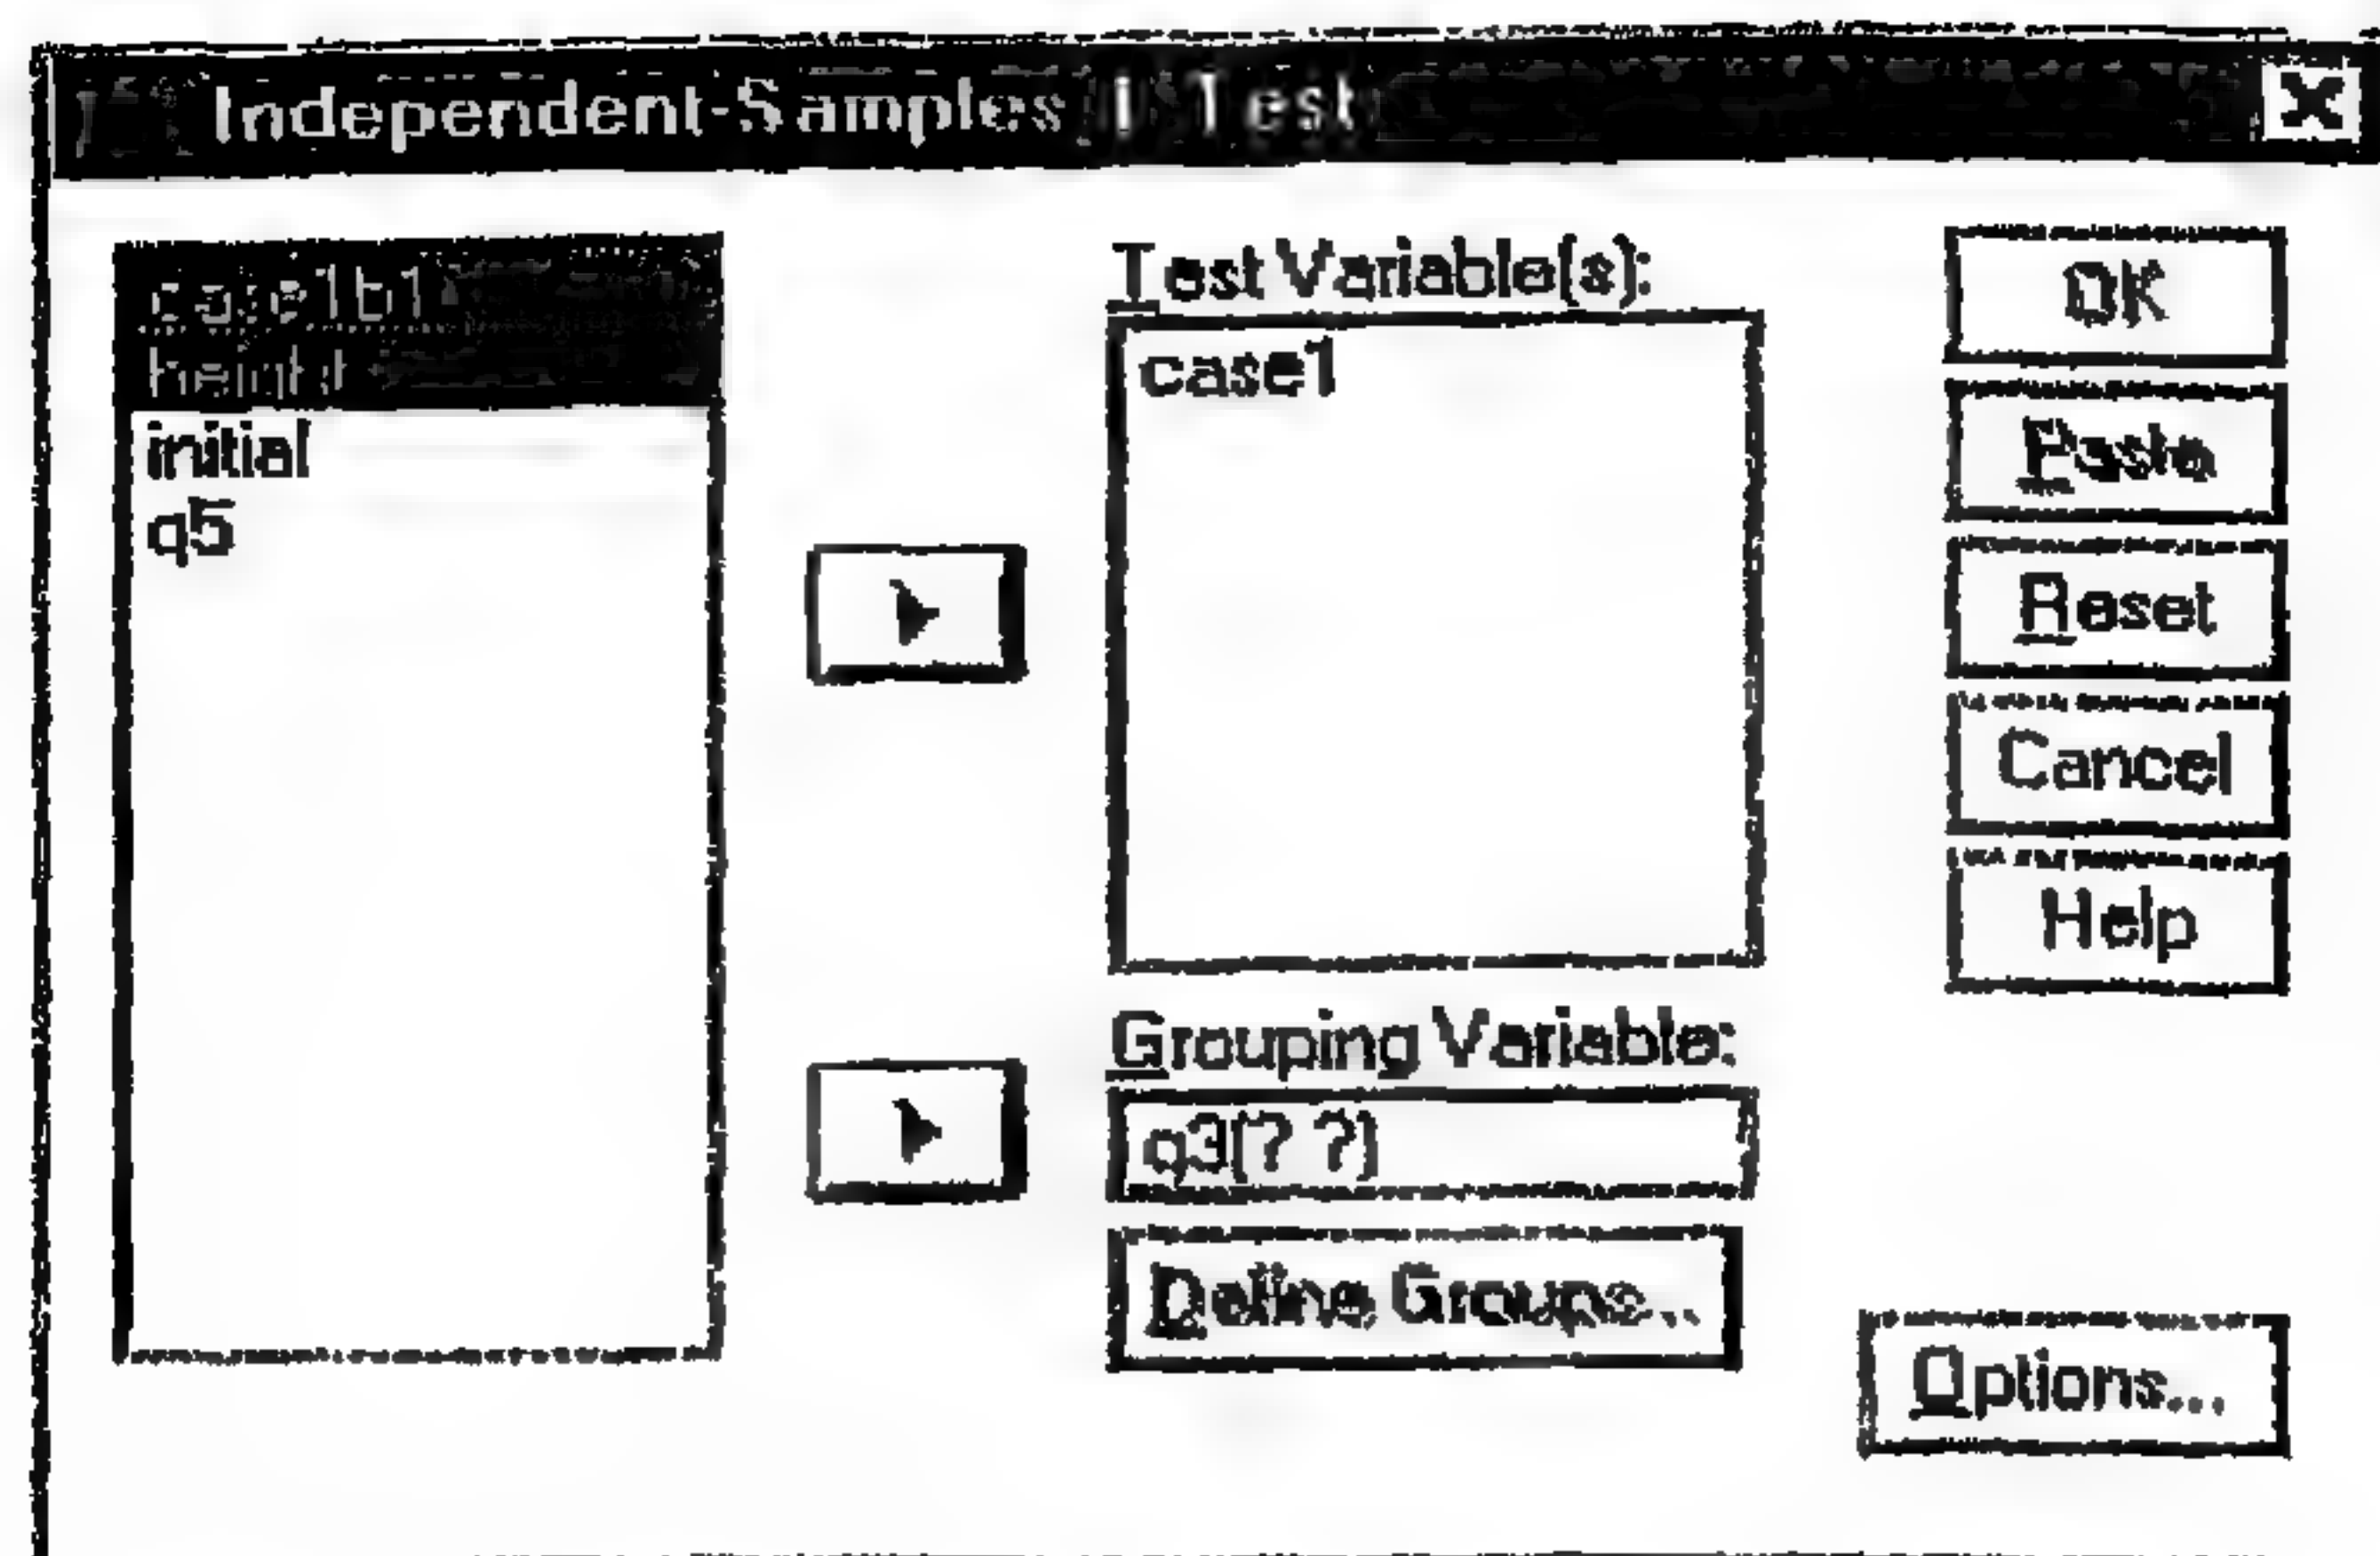 Independent-Samples T Test
case1b1
height
initial
q5
Test Variable(s):
case1
Grouping Variable:
q3(? ?)
Define Groups...
OK
Paste
Reset
Cancel
Help
Options...